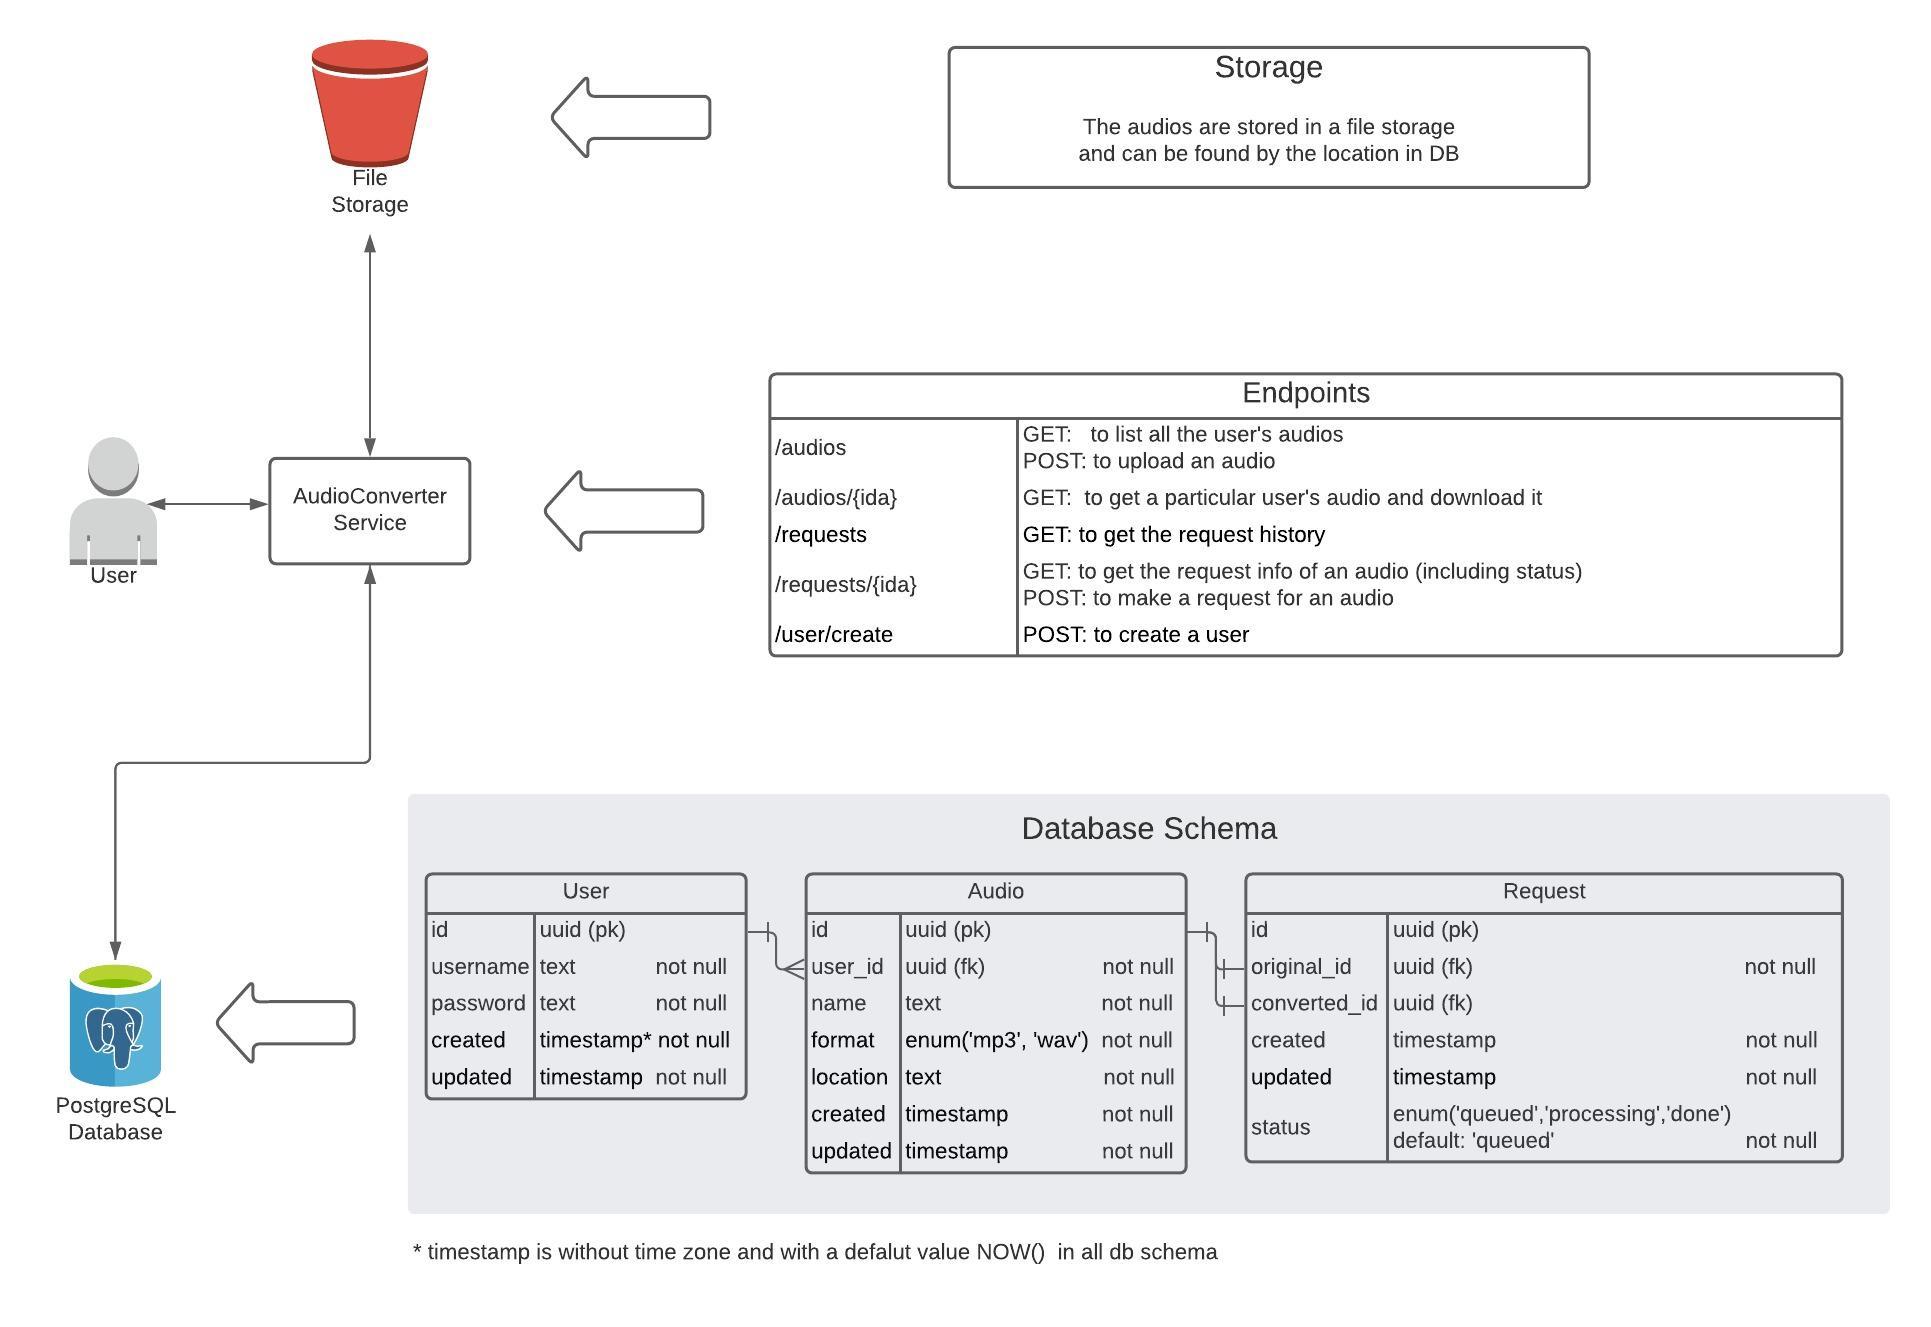 Storage
The audios are stored in a file storage
and can be found by the location in DB
File
Storage
Endpoints
/audios
GET: to list all the user's audios
POST: to upload an audio
/audios/{ida}
GET: to get a particular user's audio and download it
/requests
GET: to get the request history
/requests/{ida}
GET: to get the request info of an audio (including status)
POST: to make a request for an audio
/user/create
POST: to create a user
User
AudioConverter
Service
Database Schema
User
id uuid (pk)
username text not null
password text not null
created timestamp* not null
updated timestamp not null
Audio
id uuid (pk)
user_id uuid (fk) not null
name text not null
format enum('mp3', 'wav') not null
location text not null
created timestamp not null
updated timestamp not null
Request
id uuid (pk)
original_id uuid (fk) not null
converted_id uuid (fk)
created timestamp not null
updated timestamp not null
status
enum('queued','processing','done')
default: 'queued' not null
PostgreSQL
Database
* timestamp is without time zone and with a defalut value NOW() in all db schema